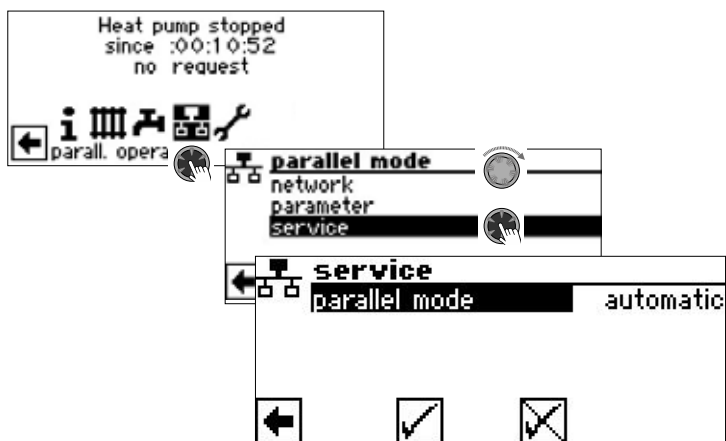 Heat pump stopped
since :00:10:52
no request
parall. opera
parallel mode
network
parameter
service
service
parallel mode automatic